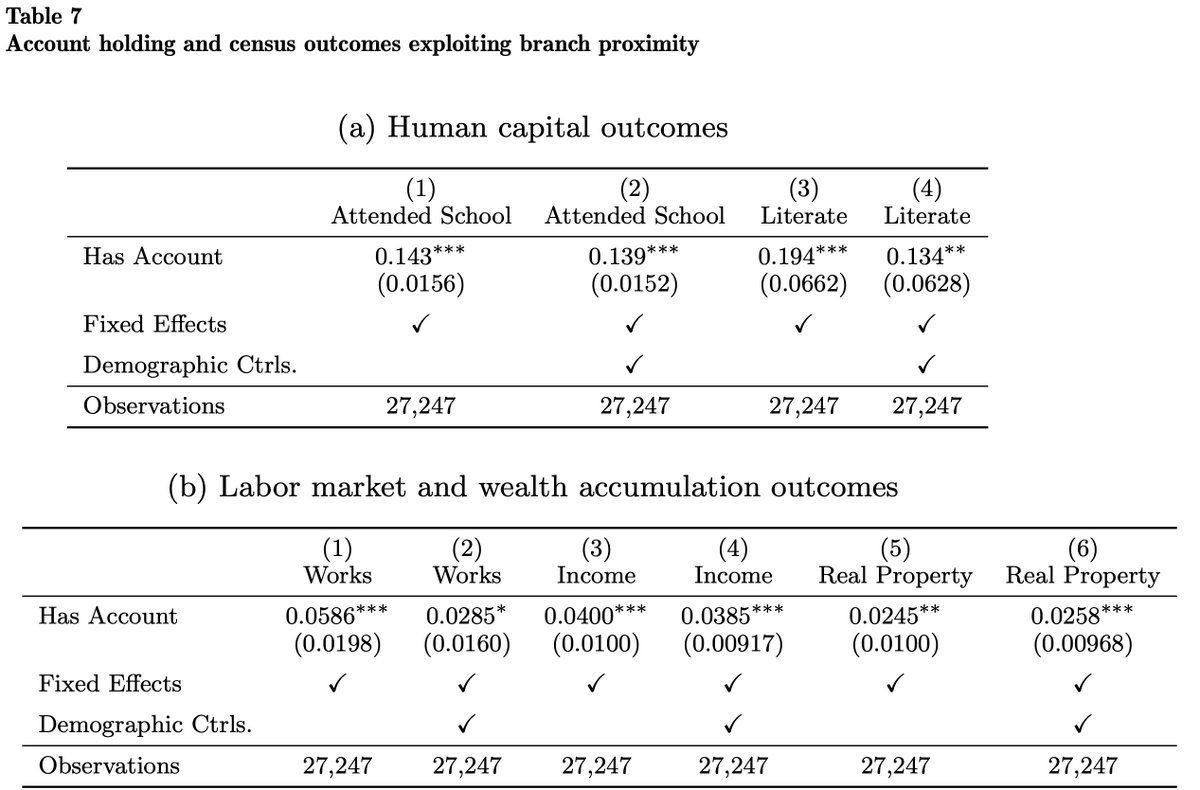 Table 7
Account holding and census outcomes exploiting branch proximity
(a) Human capital outcomes
(1) (2) (3) (4)
Attended School Attended School Literate Literate
Has Account 0.143*** 0.139*** 0.194*** 0.134**
(0.0156) (0.0152) (0.0662) (0.0628)
Fixed Effects ✓ ✓ ✓ ✓
Demographic Ctrls. ✓ ✓
Observations 27,247 27,247 27,247 27,247
(b) Labor market and wealth accumulation outcomes
(1) (2) (3) (4) (5) (6)
Works Works Income Income Real Property Real Property
Has Account 0.0586*** 0.0285* 0.0400*** 0.0385*** 0.0245** 0.0258***
(0.0198) (0.0160) (0.0100) (0.00917) (0.0100) (0.00968)
Fixed Effects ✓ ✓ ✓ ✓ ✓ ✓
Demographic Ctrls. ✓ ✓ ✓
Observations 27,247 27,247 27,247 27,247 27,247 27,247